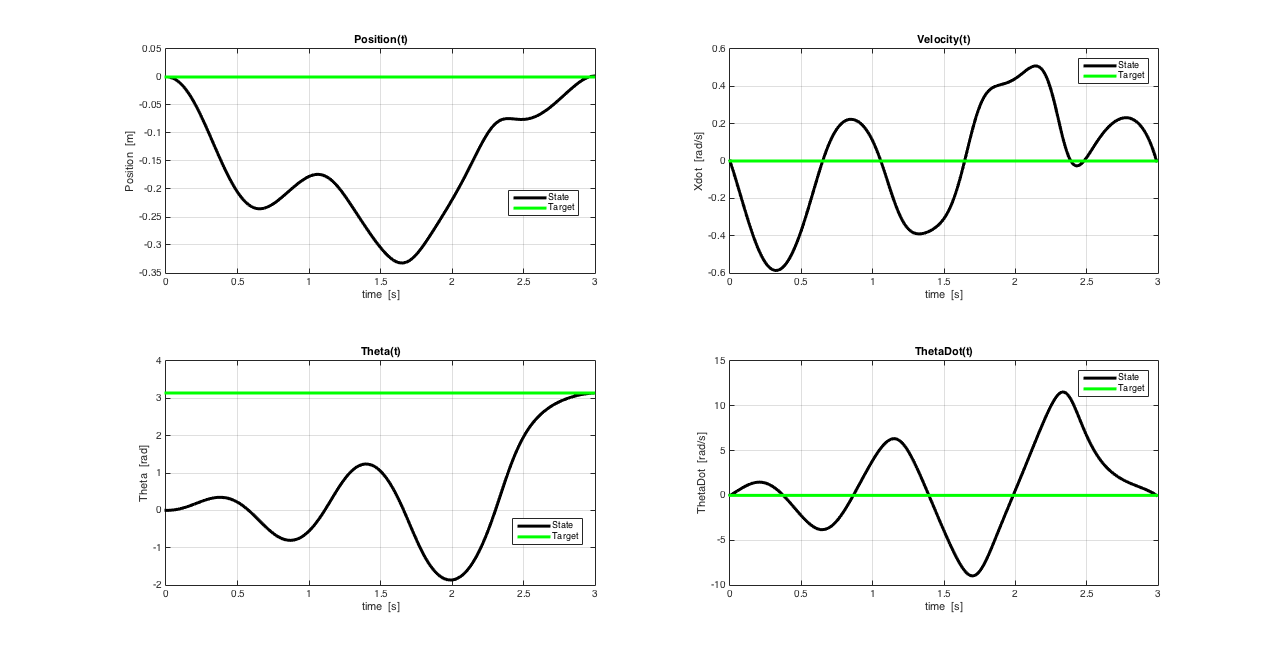 Position(t)
0.05
0
-0.05
-0.1
-0.15
-0.2
-0.25
-0.3
-0.35
Position [m]
State
Target
0 0.5 1 1.5 2 2.5 3
time [s]
Velocity(t)
0.6
0.4
0.2
0
-0.2
-0.4
-0.6
Xdot [rad/s]
State
Target
0 0.5 1 1.5 2 2.5 3
time [s]
Theta(t)
4
3
2
1
0
-1
-2
Theta [rad]
State
Target
0 0.5 1 1.5 2 2.5 3
time [s]
ThetaDot(t)
15
10
5
0
-5
-10
ThetaDot [rad/s]
State
Target
0 0.5 1 1.5 2 2.5 3
time [s]